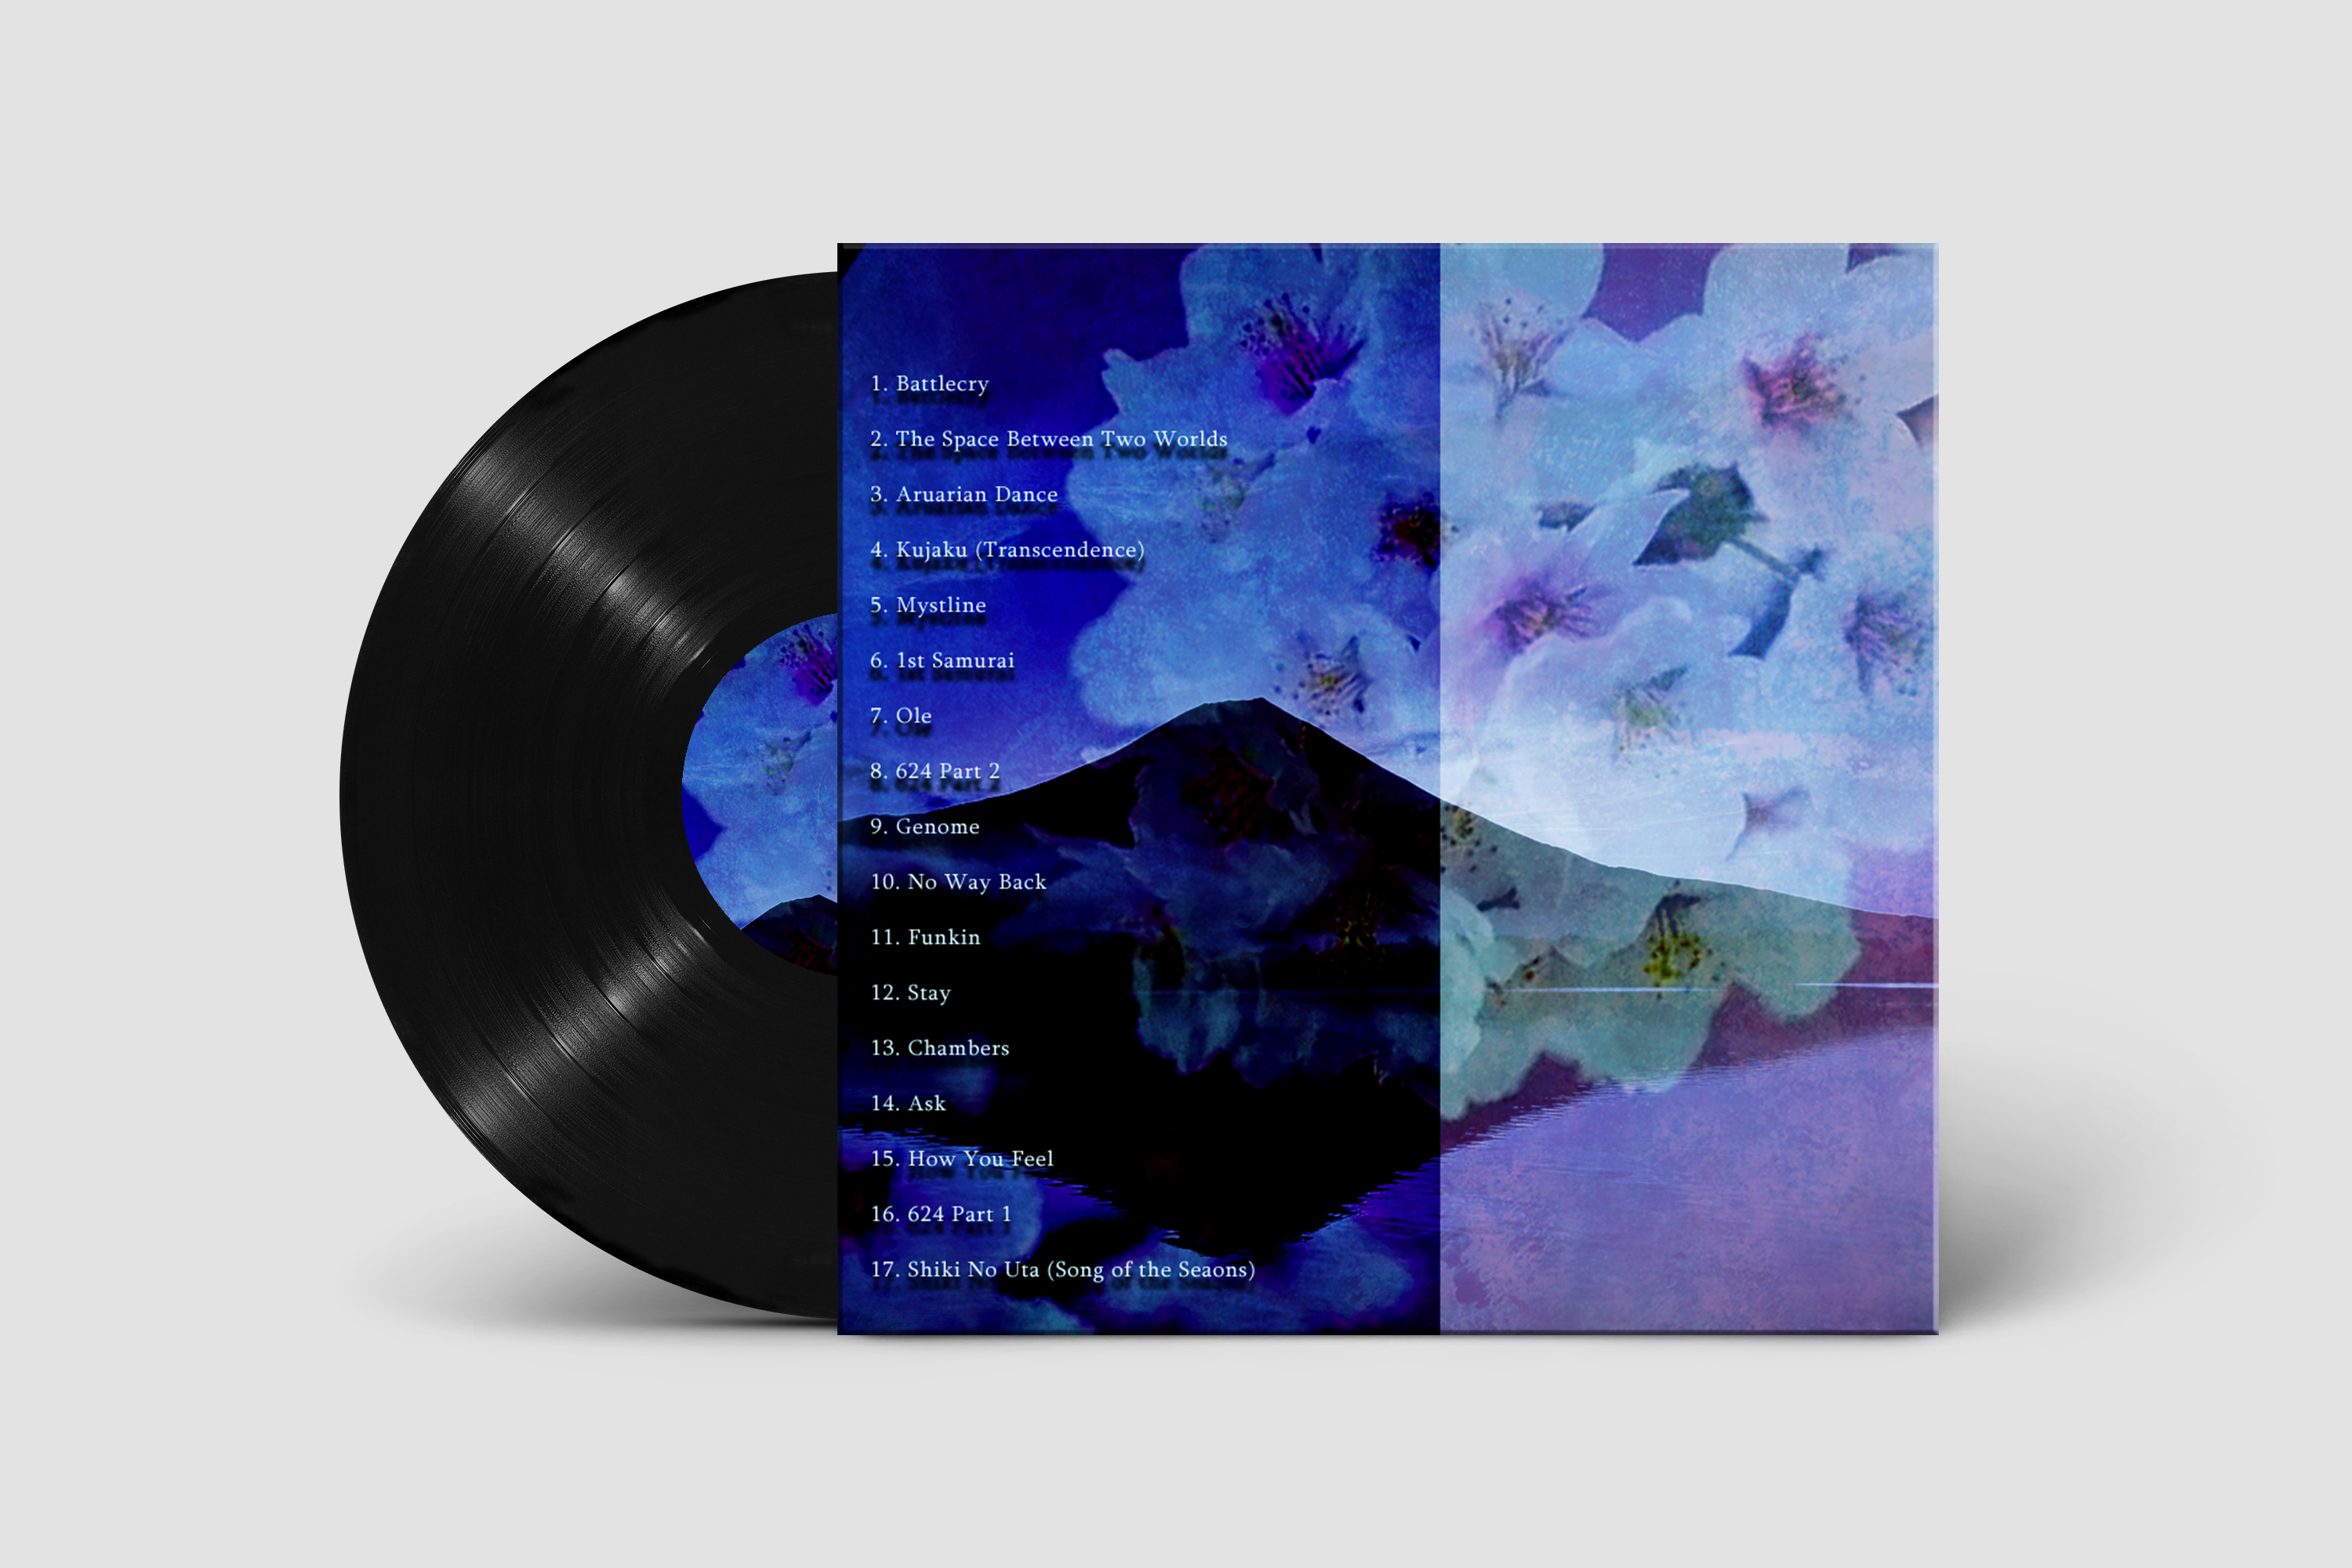 1. Battlecry
2. The Space Between Two Worlds
3. Aruarian Dance
4. Kujaku (Transcendence)
5. Mystline
6. 1st Samurai
7. Ole
8. 624 Part 2
9. Genome
10. No Way Back
11. Funkin
12. Stay
13. Chambers
14. Ask
15. How You Feel
16. 624 Part 1
17. Shiki No Uta (Song of the Seaons)